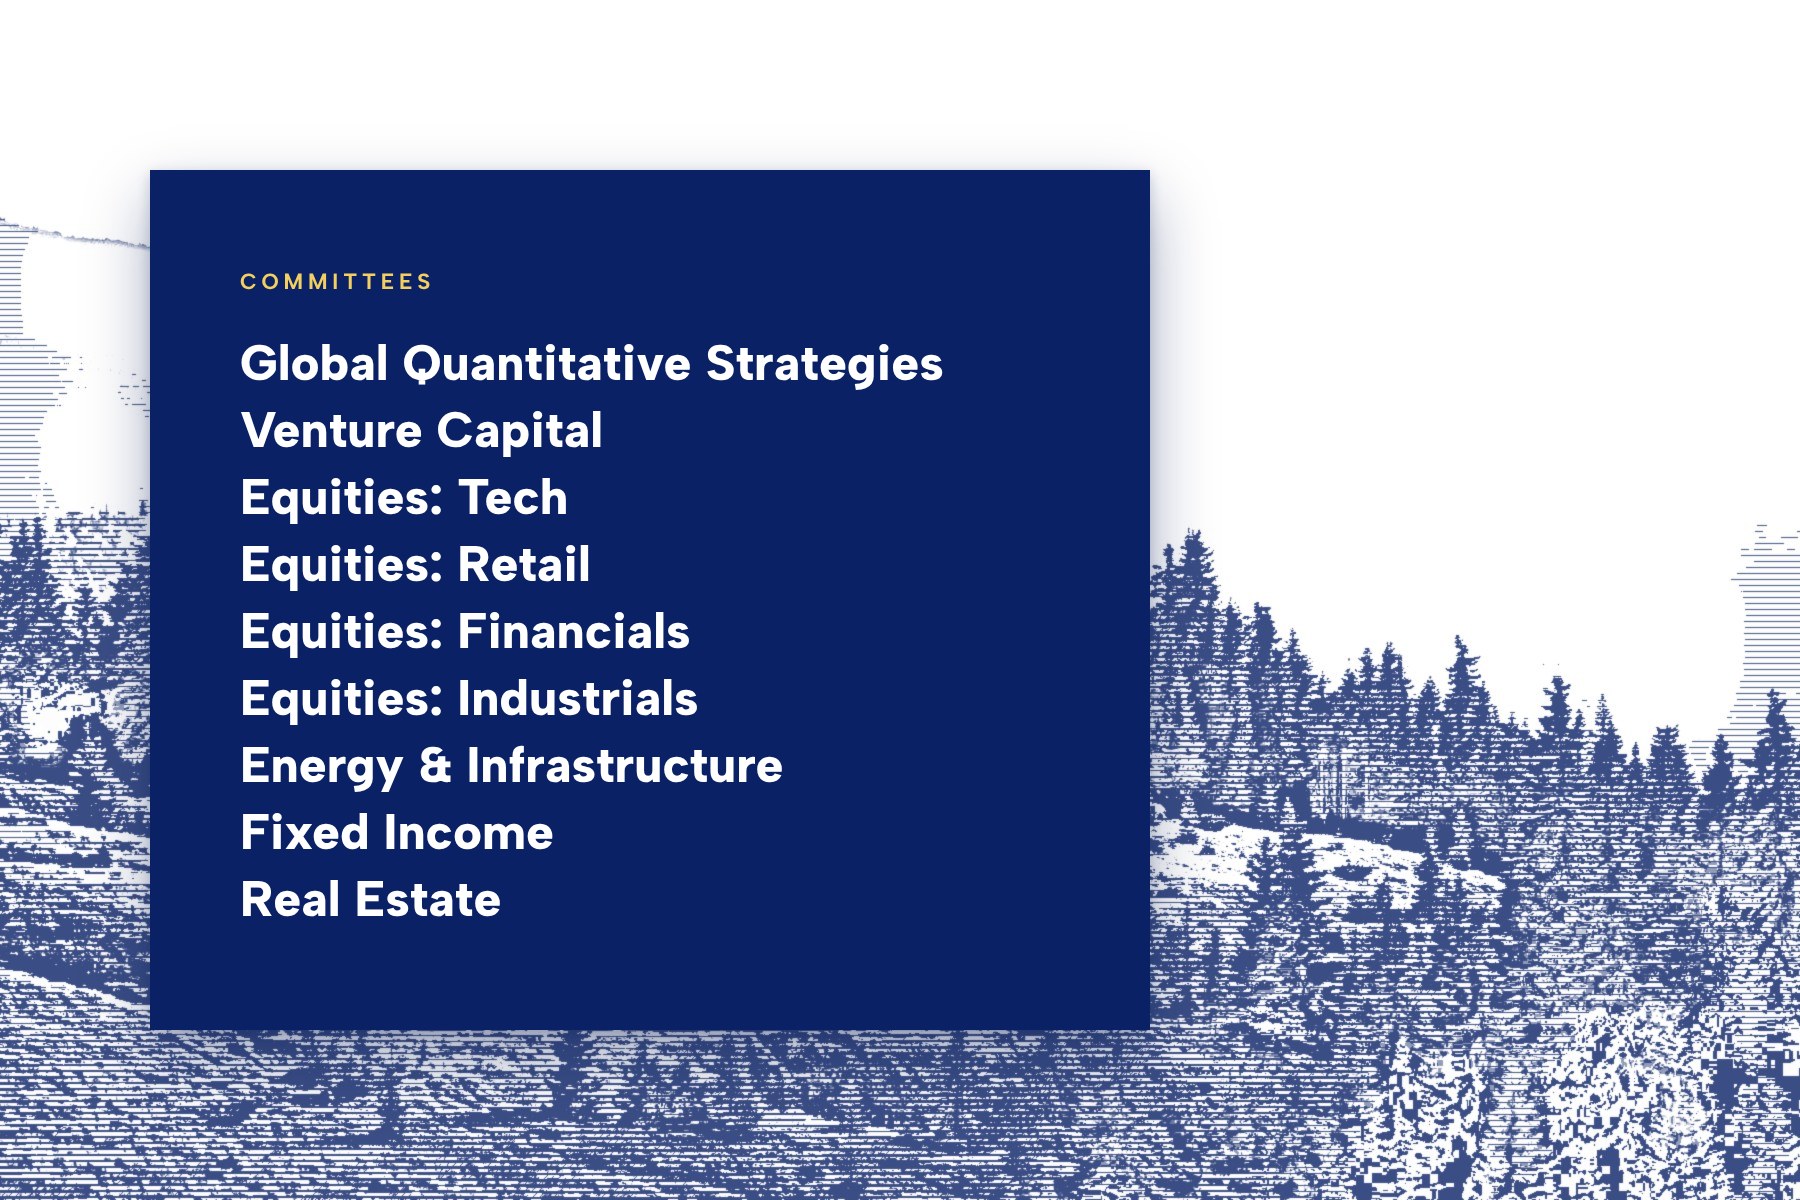 COMMITTEES
Global Quantitative Strategies
Venture Capital
Equities: Tech
Equities: Retail
Equities: Financials
Equities: Industrials
Energy & Infrastructure
Fixed Income
Real Estate